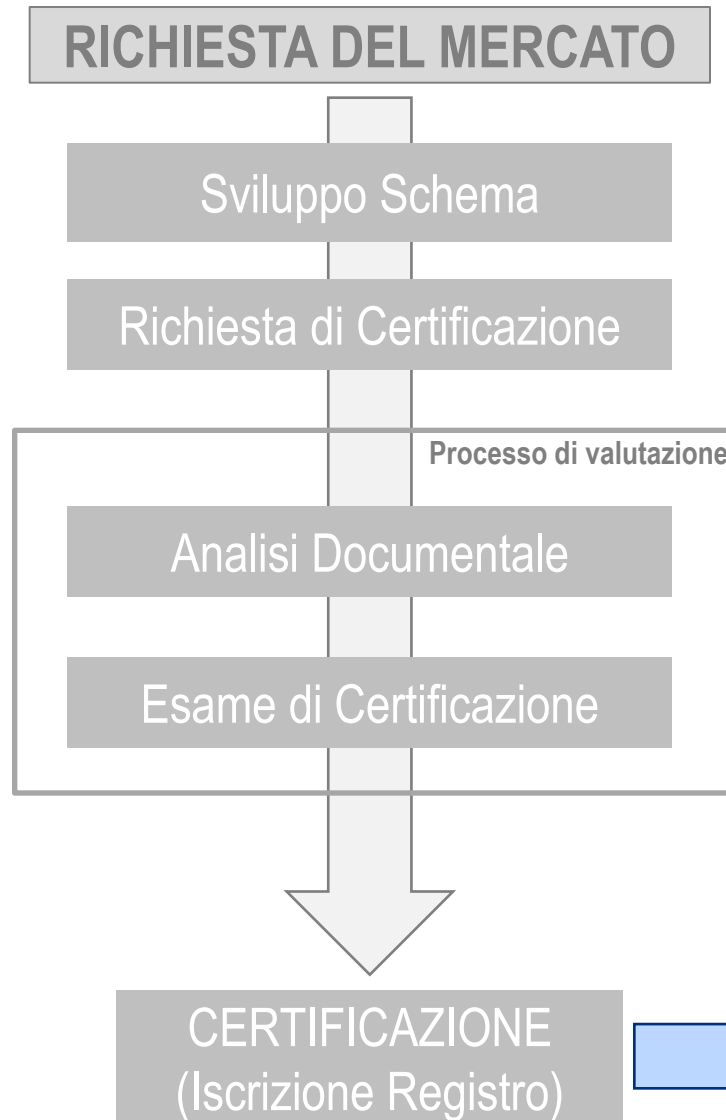 RICHIESTA DEL MERCATO
Sviluppo Schema
Richiesta di Certificazione
Processo di valutazione
Analisi Documentale
Esame di Certificazione
CERTIFICAZIONE
(Iscrizione Registro)